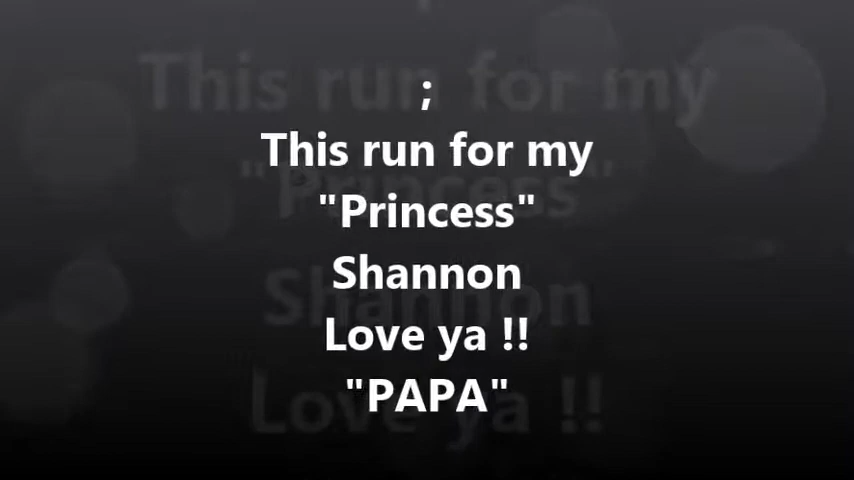 ;
This run for my
"Princess"
Shannon
Love ya !!
"PAPA"